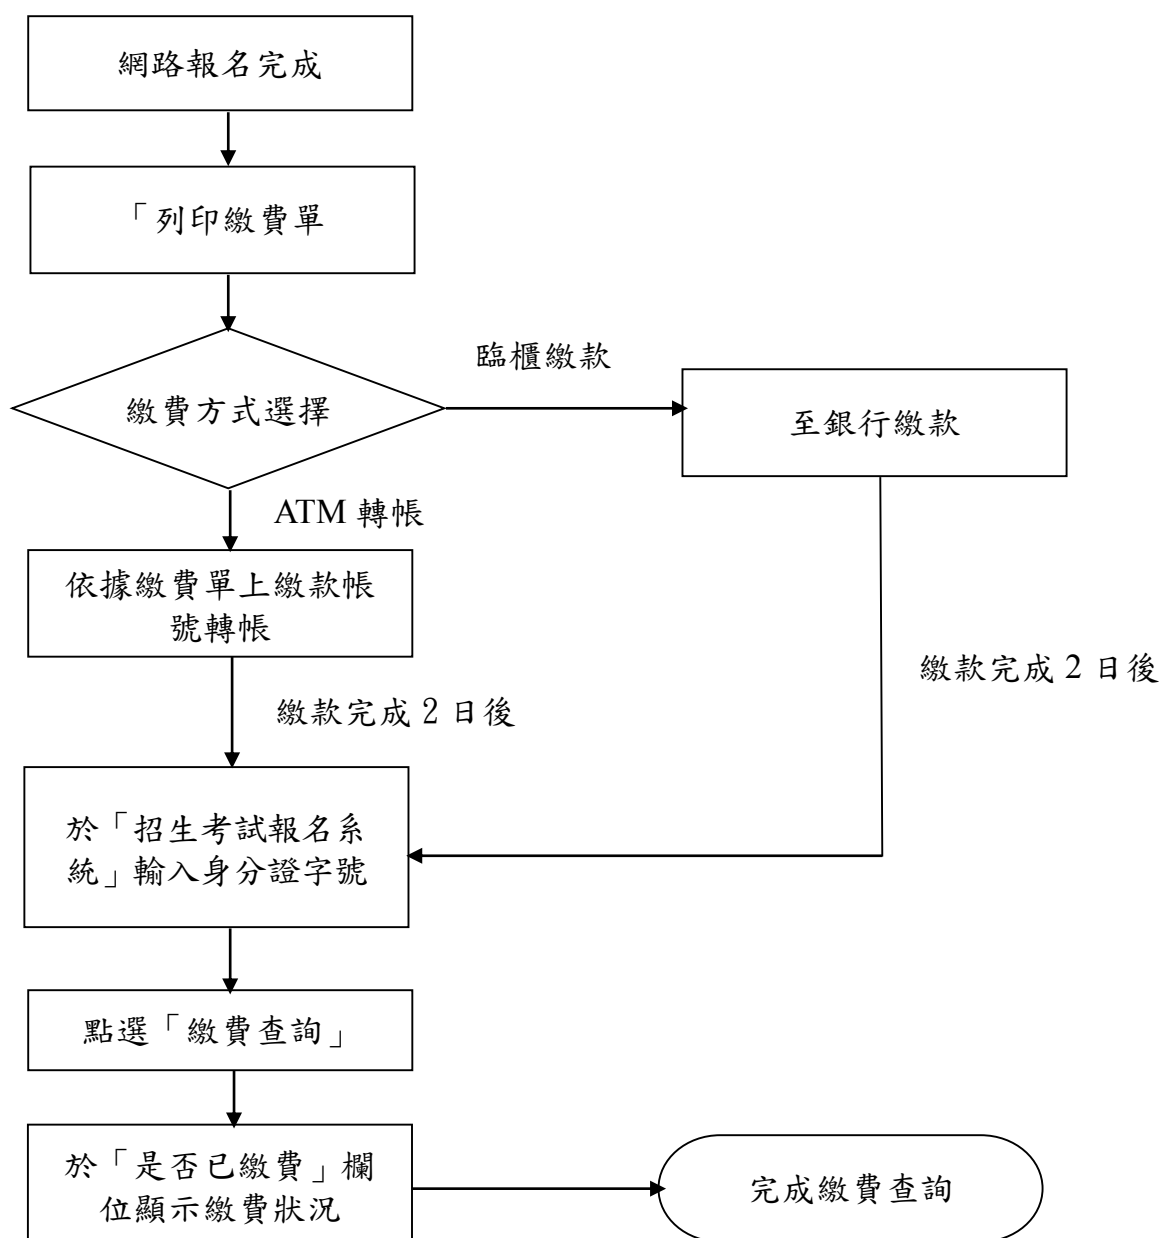 網路報名完成
「列印繳費單
臨櫃繳款
繳費方式選擇
至銀行繳款
ATM 轉帳
依據繳費單上繳款帳
號轉帳
繳款完成 2 日後
繳款完成 2 日後
於「招生考試報名系
統」輸入身分證字號
點選「繳費查詢」
於「是否已繳費」欄
位顯示繳費狀況
完成繳費查詢